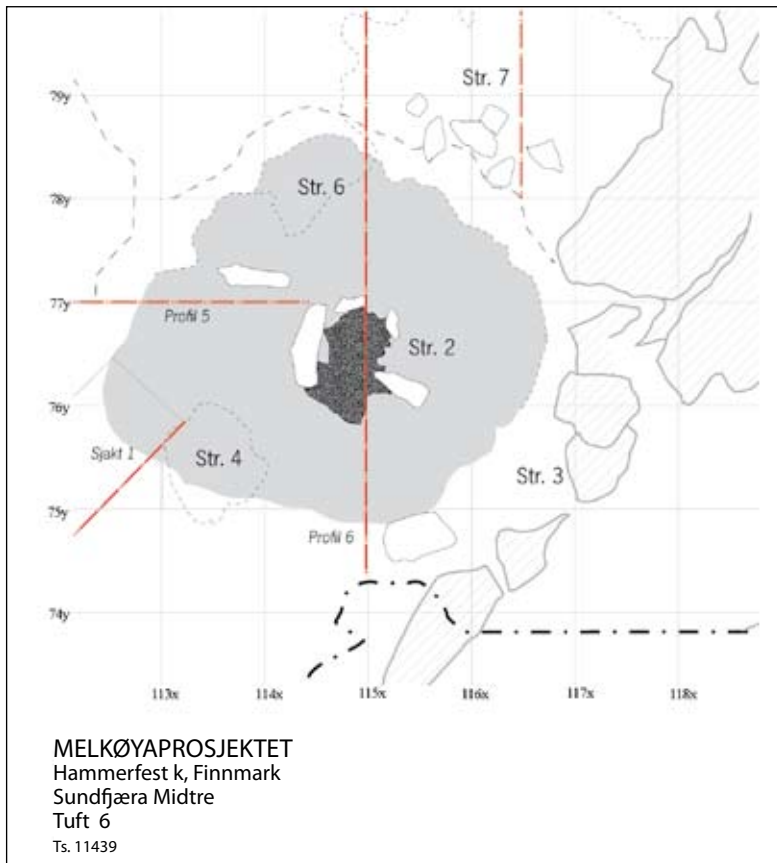 Str. 7
79y
78y
Str. 6
77y
Profil 5
Str. 2
76y
Sjakt 1
Str. 4
Str. 3
75y
Profil 6
74y
113x 114x 115x 116x 117x 118x
MELKØYAPROSJEKTET
Hammerfest k, Finnmark
Sundfjæra Midtre
Tuft 6
Ts. 11439